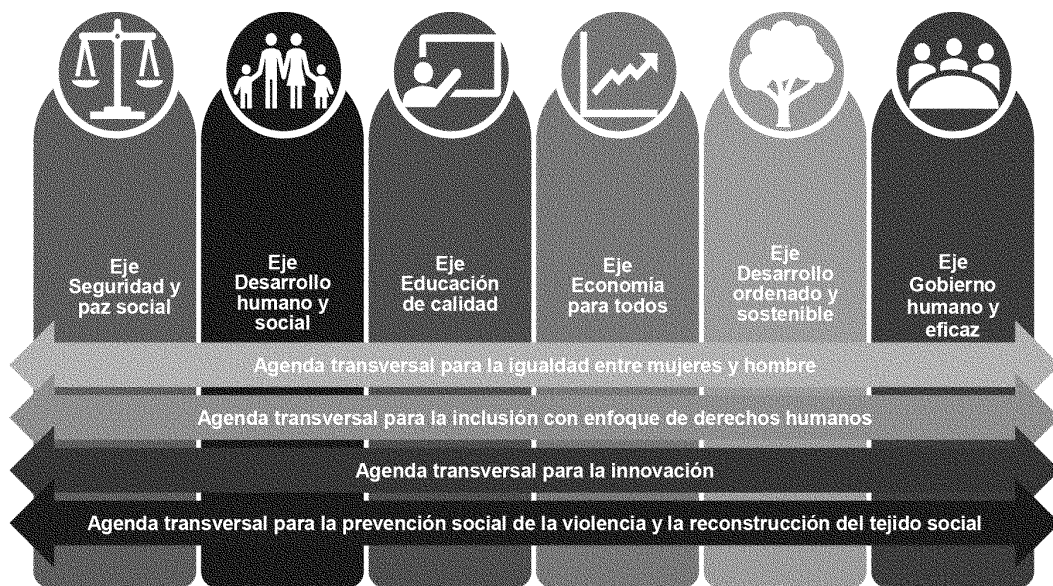 Eje
Seguridad y
paz social
Eje
Desarrollo
humano y
social
Eje
Educación
de calidad
Eje
Economía
para todos
Eje
Desarrollo
ordenado y
sostenible
Eje
Gobierno
humano y
eficaz
Agenda transversal para la igualdad entre mujeres y hombre
Agenda transversal para la inclusión con enfoque de derechos humanos
Agenda transversal para la innovación
Agenda transversal para la prevención social de la violencia y la reconstrucción del tejido social